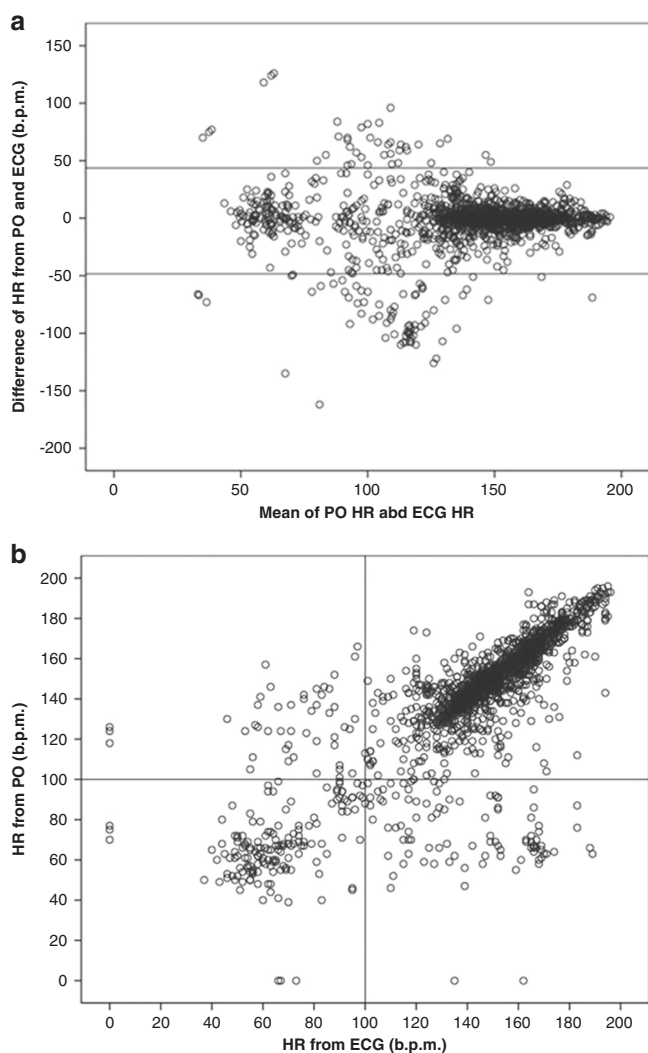 a
Differrence of HR from PO and ECG (b.p.m.)
150
100
50
0
-50
-100
-150
-200
0 50 100 150 200
Mean of PO HR abd ECG HR
b
HR from PO (b.p.m.)
200
180
160
140
120
100
80
60
40
20
0
0 20 40 60 80 100 120 140 160 180 200
HR from ECG (b.p.m.)